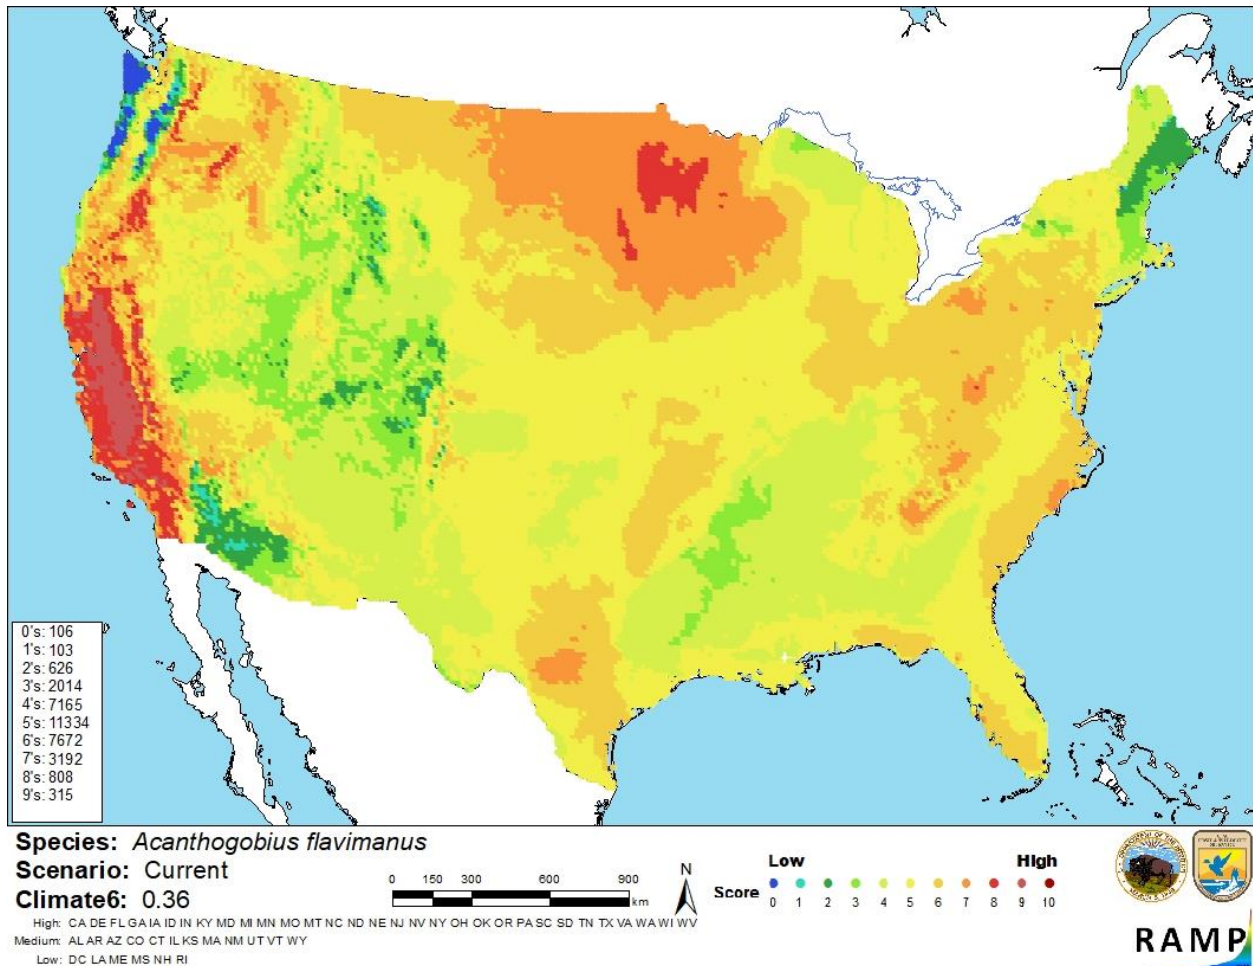 0's: 106
1's: 103
2's: 626
3's: 2014
4's: 7165
5's: 11334
6's: 7672
7's: 3192
8's: 808
9's: 315
Species: Acanthogobius flavimanus
Scenario: Current
Climate6: 0.36
High: CA DE FL GA IA ID IN KY MD MI MN MO MT NC ND NE NJ NV NY OH OK OR PA SC SD TN TX VA WA WI WV
Medium: AL AR AZ CO CT IL KS MA NM UT VT WY
Low: DC LA ME MS NH RI
0 150 300 600 900
km
N
Low High
Score
0 1 2 3 4 5 6 7 8 9 10
RAMP